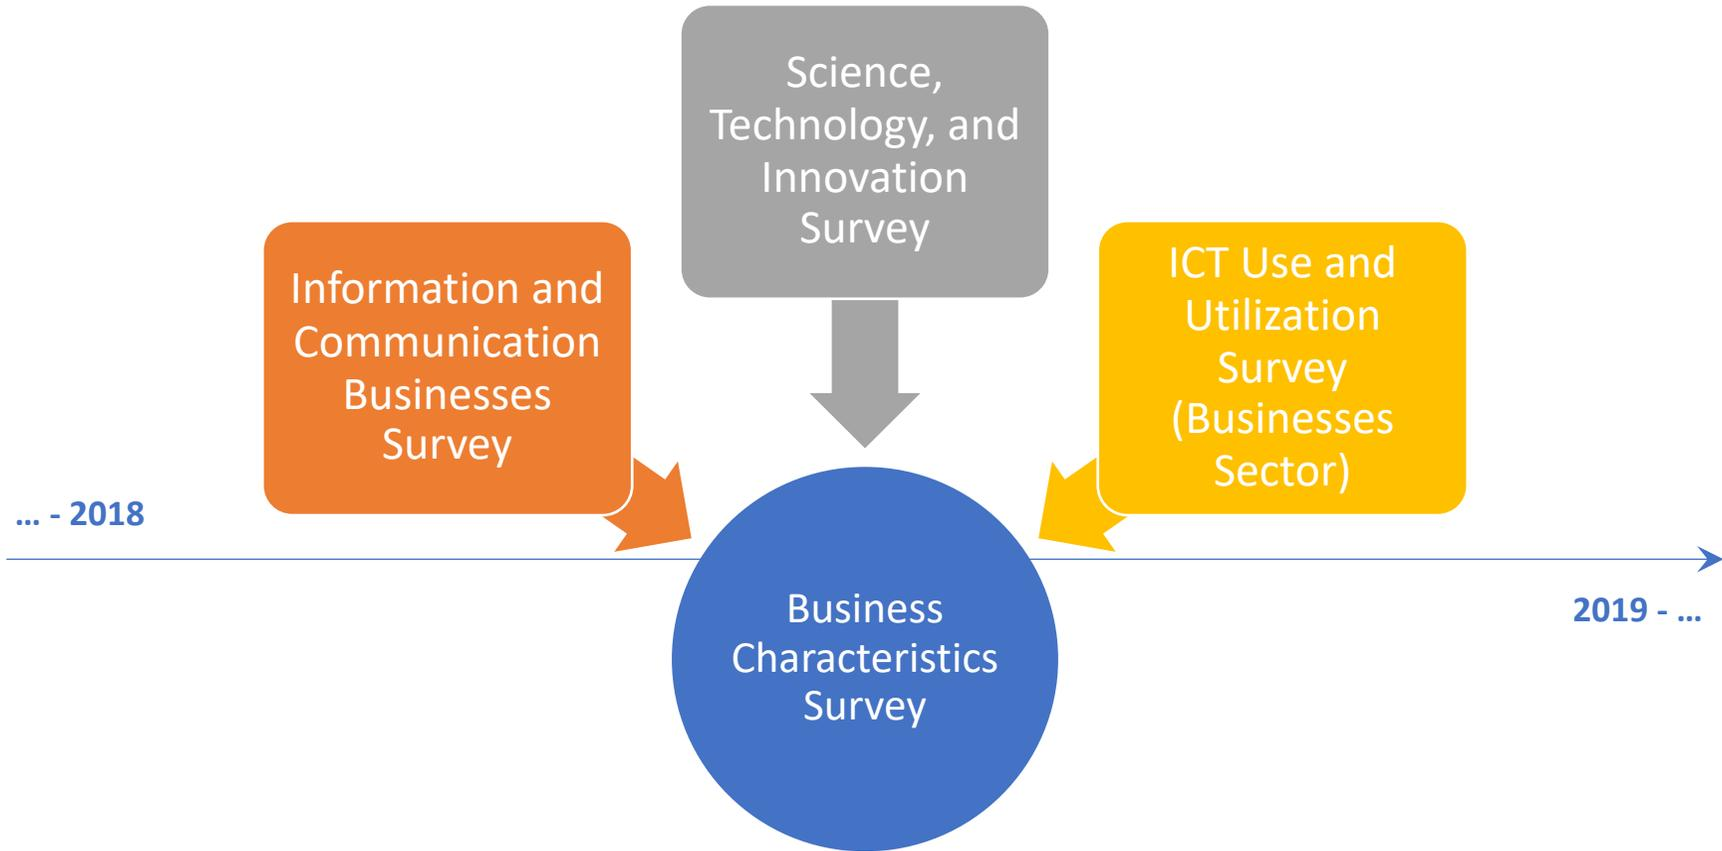 Science,
Technology, and
Innovation
Survey
Information and
Communication
Businesses
Survey
ICT Use and
Utilization
Survey
(Businesses
Sector)
... - 2018
2019 - ...
Business
Characteristics
Survey